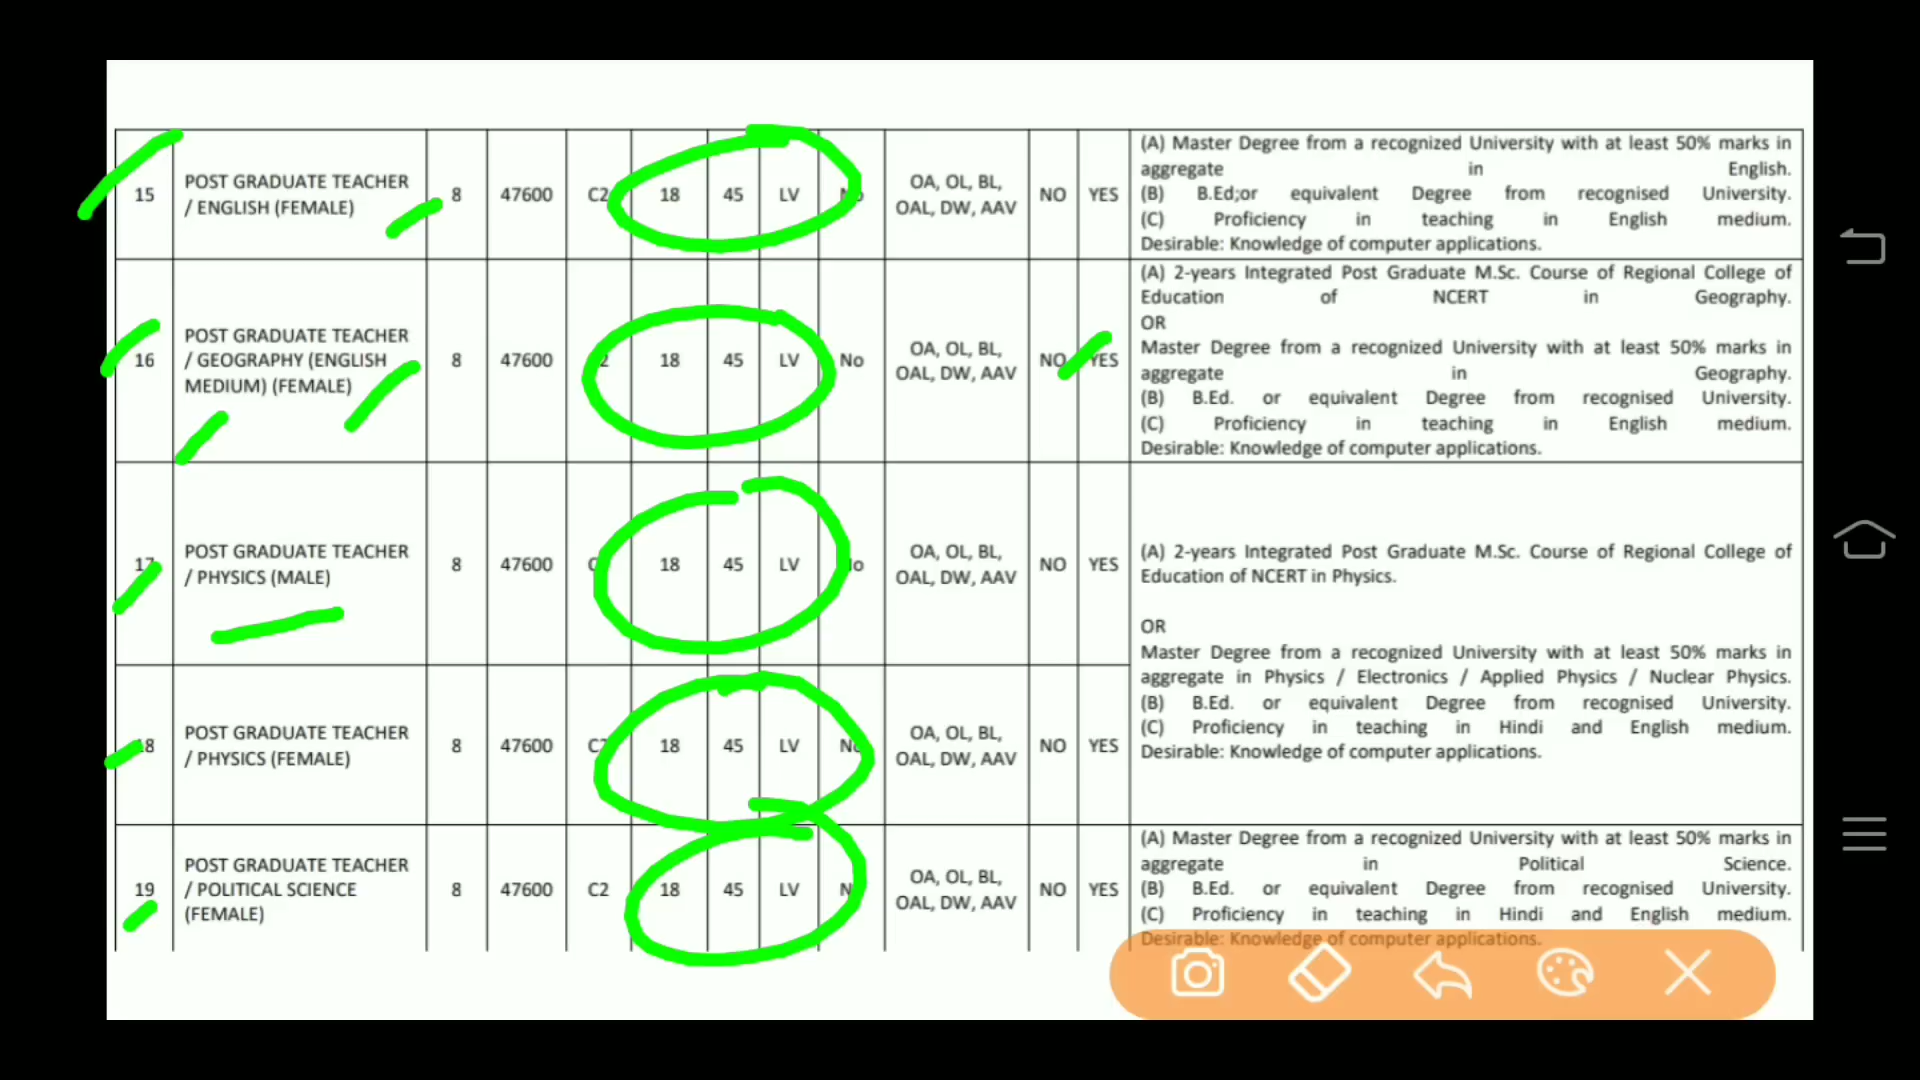 15 POST GRADUATE TEACHER / ENGLISH (FEMALE) 8 47600 C2 18 45 LV OA, OL, BL, OAL, DW, AAV NO YES
(A) Master Degree from a recognized University with at least 50% marks in
aggregate in English.
(B) B.Ed;or equivalent Degree from recognised University.
(C) Proficiency in teaching in English medium.
Desirable: Knowledge of computer applications.
16 POST GRADUATE TEACHER / GEOGRAPHY (ENGLISH MEDIUM) (FEMALE) 8 47600 18 45 LV No OA, OL, BL, OAL, DW, AAV NO YES
(A) 2-years Integrated Post Graduate M.Sc. Course of Regional College of
Education of NCERT in Geography.
OR
Master Degree from a recognized University with at least 50% marks in
aggregate in Geography.
(B) B.Ed. or equivalent Degree from recognised University.
(C) Proficiency in teaching in English medium.
Desirable: Knowledge of computer applications.
17 POST GRADUATE TEACHER / PHYSICS (MALE) 8 47600 18 45 LV OA, OL, BL, OAL, DW, AAV NO YES
(A) 2-years Integrated Post Graduate M.Sc. Course of Regional College of
Education of NCERT in Physics.
OR
Master Degree from a recognized University with at least 50% marks in
aggregate in Physics / Electronics / Applied Physics / Nuclear Physics.
(B) B.Ed. or equivalent Degree from recognised University.
(C) Proficiency in teaching in Hindi and English medium.
Desirable: Knowledge of computer applications.
18 POST GRADUATE TEACHER / PHYSICS (FEMALE) 8 47600 C2 18 45 LV No OA, OL, BL, OAL, DW, AAV NO YES
19 POST GRADUATE TEACHER / POLITICAL SCIENCE (FEMALE) 8 47600 C2 18 45 LV OA, OL, BL, OAL, DW, AAV NO YES
(A) Master Degree from a recognized University with at least 50% marks in
aggregate in Political Science.
(B) B.Ed. or equivalent Degree from recognised University.
(C) Proficiency in teaching in Hindi and English medium.
Desirable: Knowledge of computer applications.